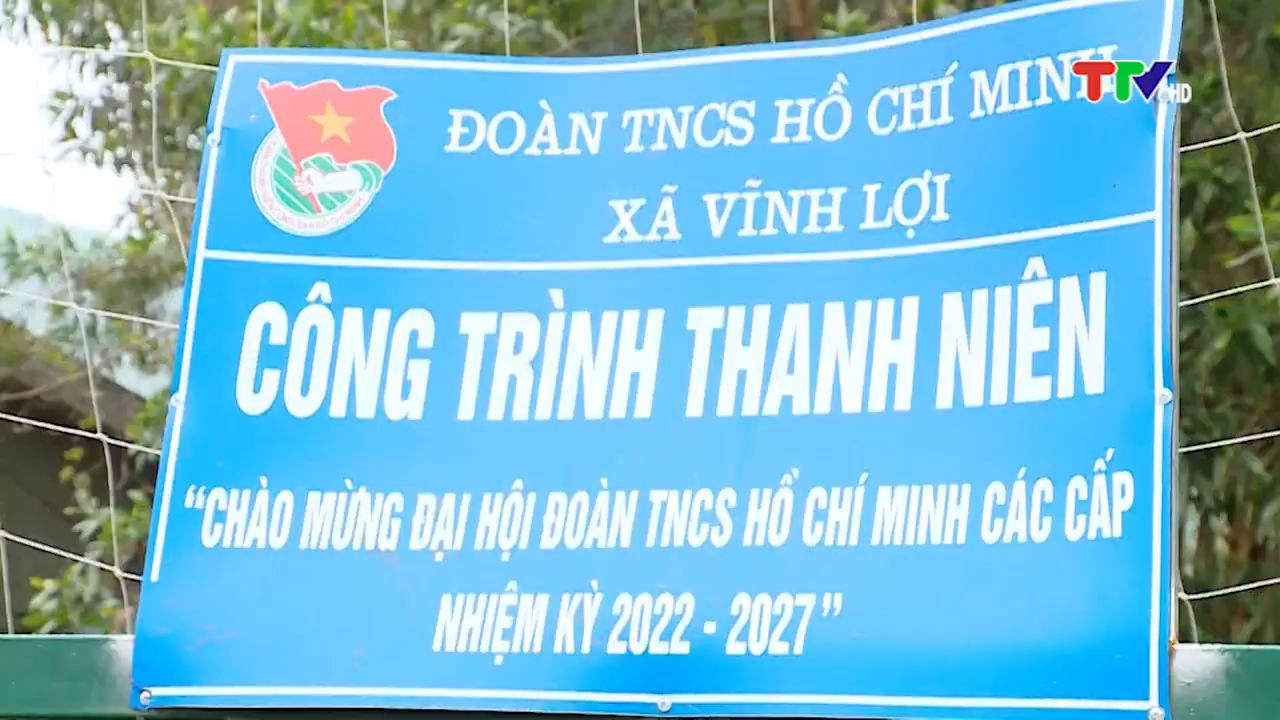 TTV HD
ĐOÀN TNCS HỒ CHÍ MINH
XÃ VĨNH LỢI
CÔNG TRÌNH THANH NIÊN
“CHÀO MỪNG ĐẠI HỘI ĐOÀN TNCS HỒ CHÍ MINH CÁC CẤP
NHIỆM KỲ 2022 - 2027”